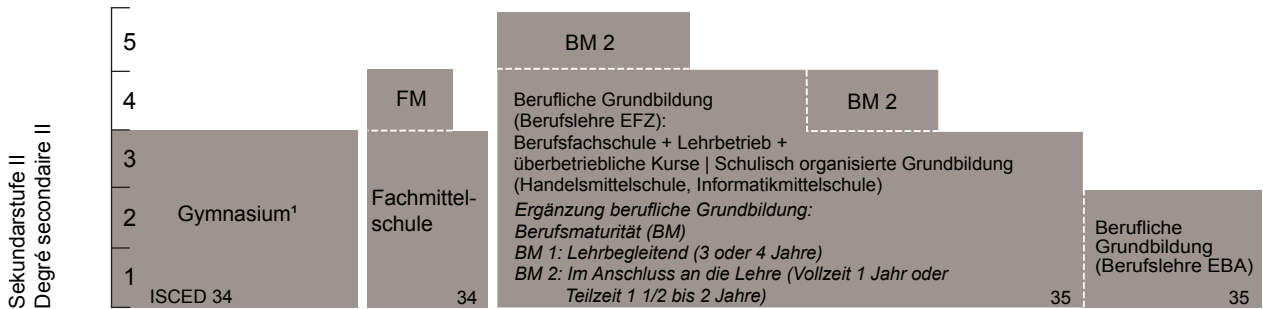 Sekundarstufe II
Degré secondaire II
5
4
3
2
1
Gymnasium¹
ISCED 34
FM
Fachmittel-
schule
34
BM 2
BM 2
Berufliche Grundbildung
(Berufslehre EFZ):
Berufsfachschule + Lehrbetrieb +
überbetriebliche Kurse | Schulisch organisierte Grundbildung
(Handelsmittelschule, Informatikmittelschule)
Ergänzung berufliche Grundbildung:
Berufsmaturität (BM)
BM 1: Lehrbegleitend (3 oder 4 Jahre)
BM 2: Im Anschluss an die Lehre (Vollzeit 1 Jahr oder
Teilzeit 1 1/2 bis 2 Jahre)
35
Berufliche
Grundbildung
(Berufslehre EBA)
35